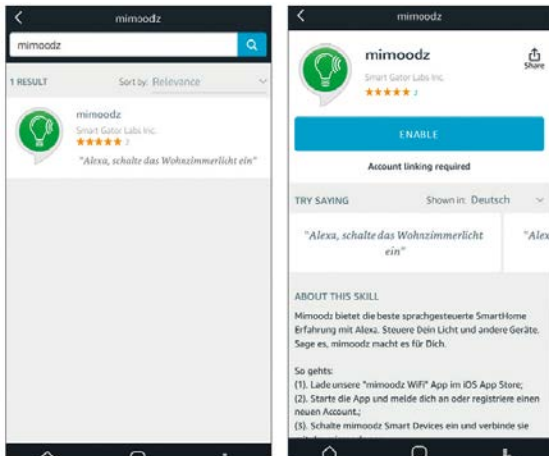 mimoodz
mimoodz
1 RESULT
Sort by: Relevance
mimoodz
Smart Gator Labs Inc.
2
"Alexa, schalte das Wohnzimmerlicht ein"
mimoodz
mimoodz
Share
Smart Gator Labs Inc.
2
ENABLE
Account linking required
TRY SAYING
Shown in: Deutsch
"Alexa, schalte das Wohnzimmerlicht
ein"
"Alex
ABOUT THIS SKILL
Mimoodz bietet die beste sprachgesteuerte SmartHome
Erfahrung mit Alexa. Steuere Dein Licht und andere Geräte.
Sage es, mimoodz macht es für Dich.
So gehts:
(1). Lade unsere "mimoodz WiFi" App im iOS App Store;
(2). Starte die App und melde dich an oder registriere einen
neuen Account.;
(3). Schalte mimoodz Smart Devices ein und verbinde sie